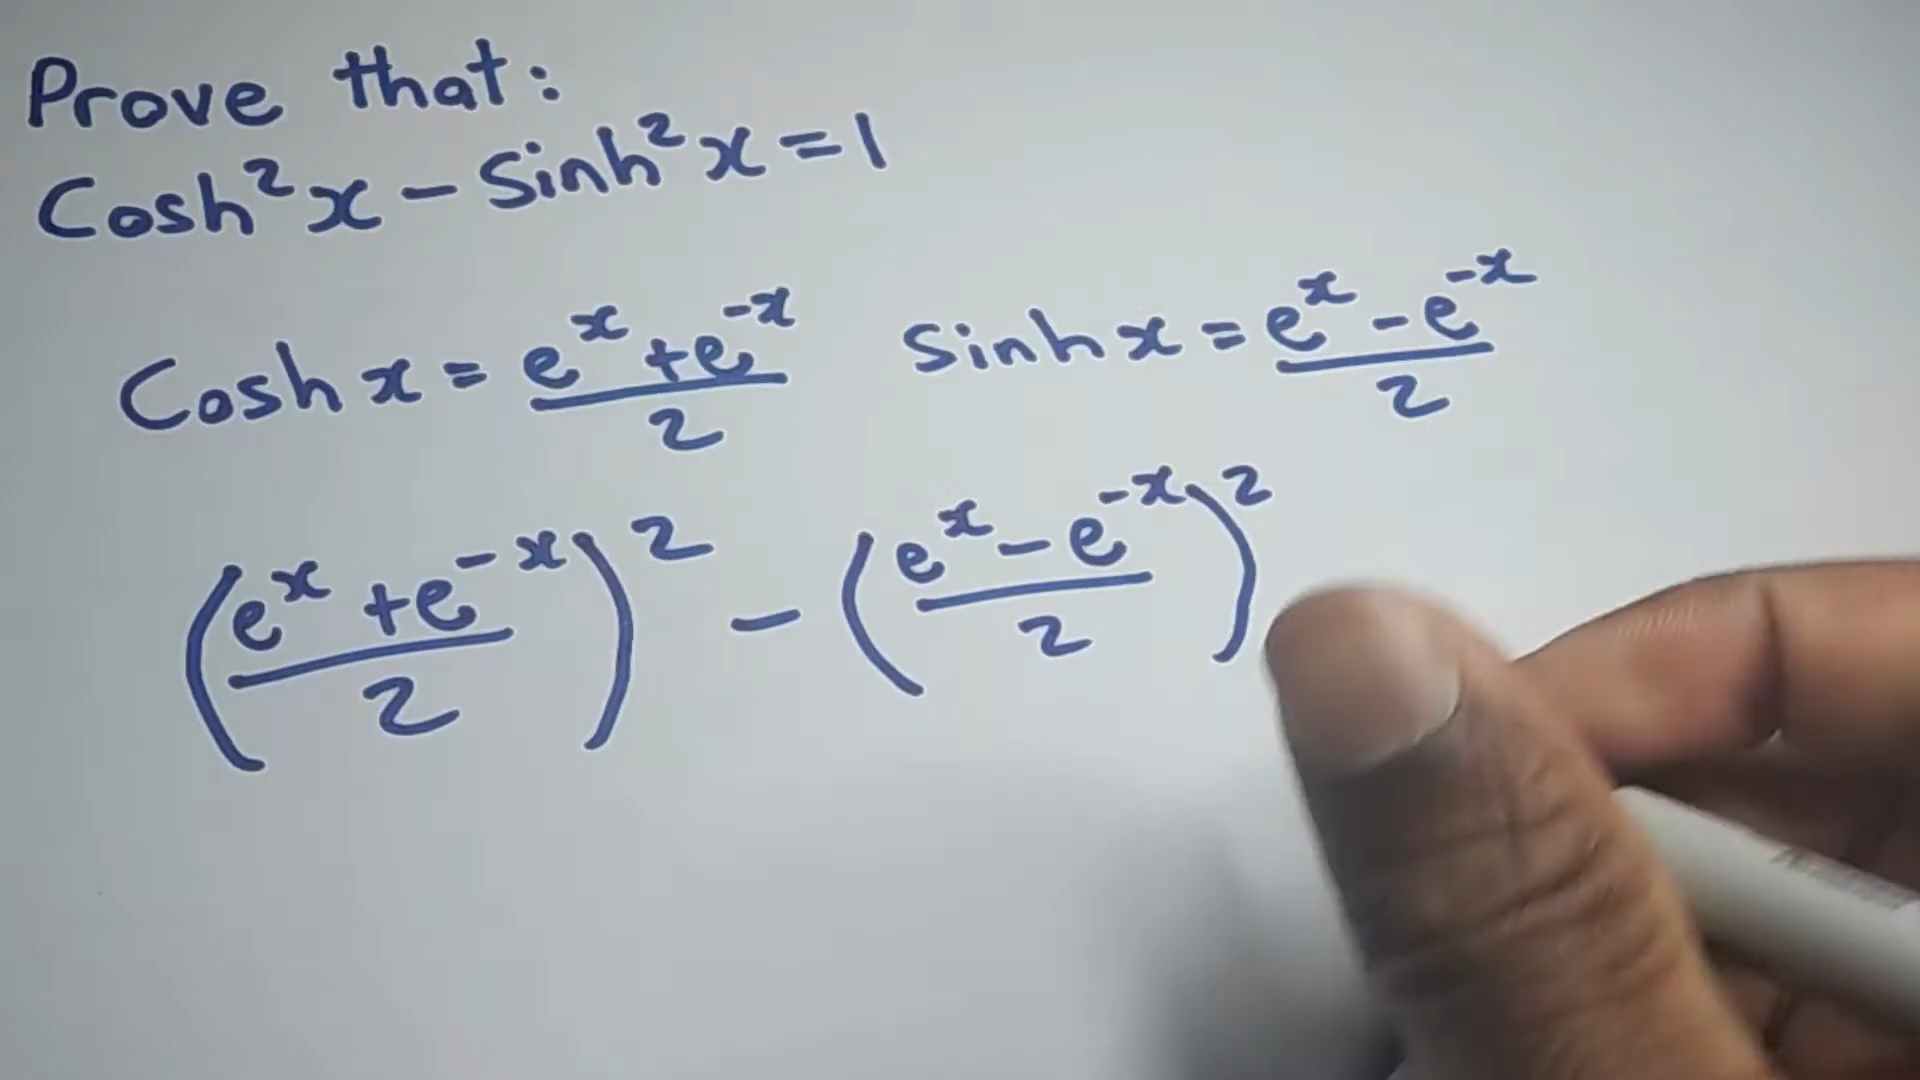 Prove that:
Cosh²x - Sinh²x = 1
Cosh x = (e^x + e^-x)/2   Sinh x = (e^x - e^-x)/2
((e^x + e^-x)/2)² - ((e^x - e^-x)/2)²